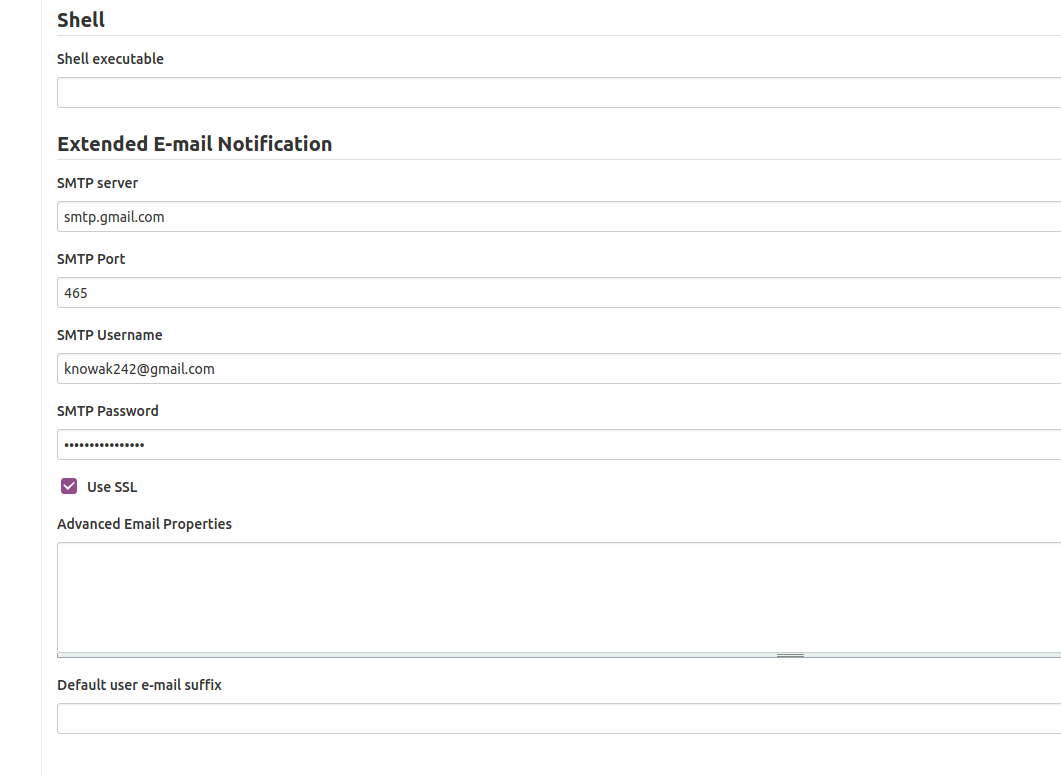 Shell
Shell executable
Extended E-mail Notification
SMTP server
smtp.gmail.com
SMTP Port
465
SMTP Username
knowak242@gmail.com
SMTP Password
••••••••••••••••
Use SSL
Advanced Email Properties
Default user e-mail suffix